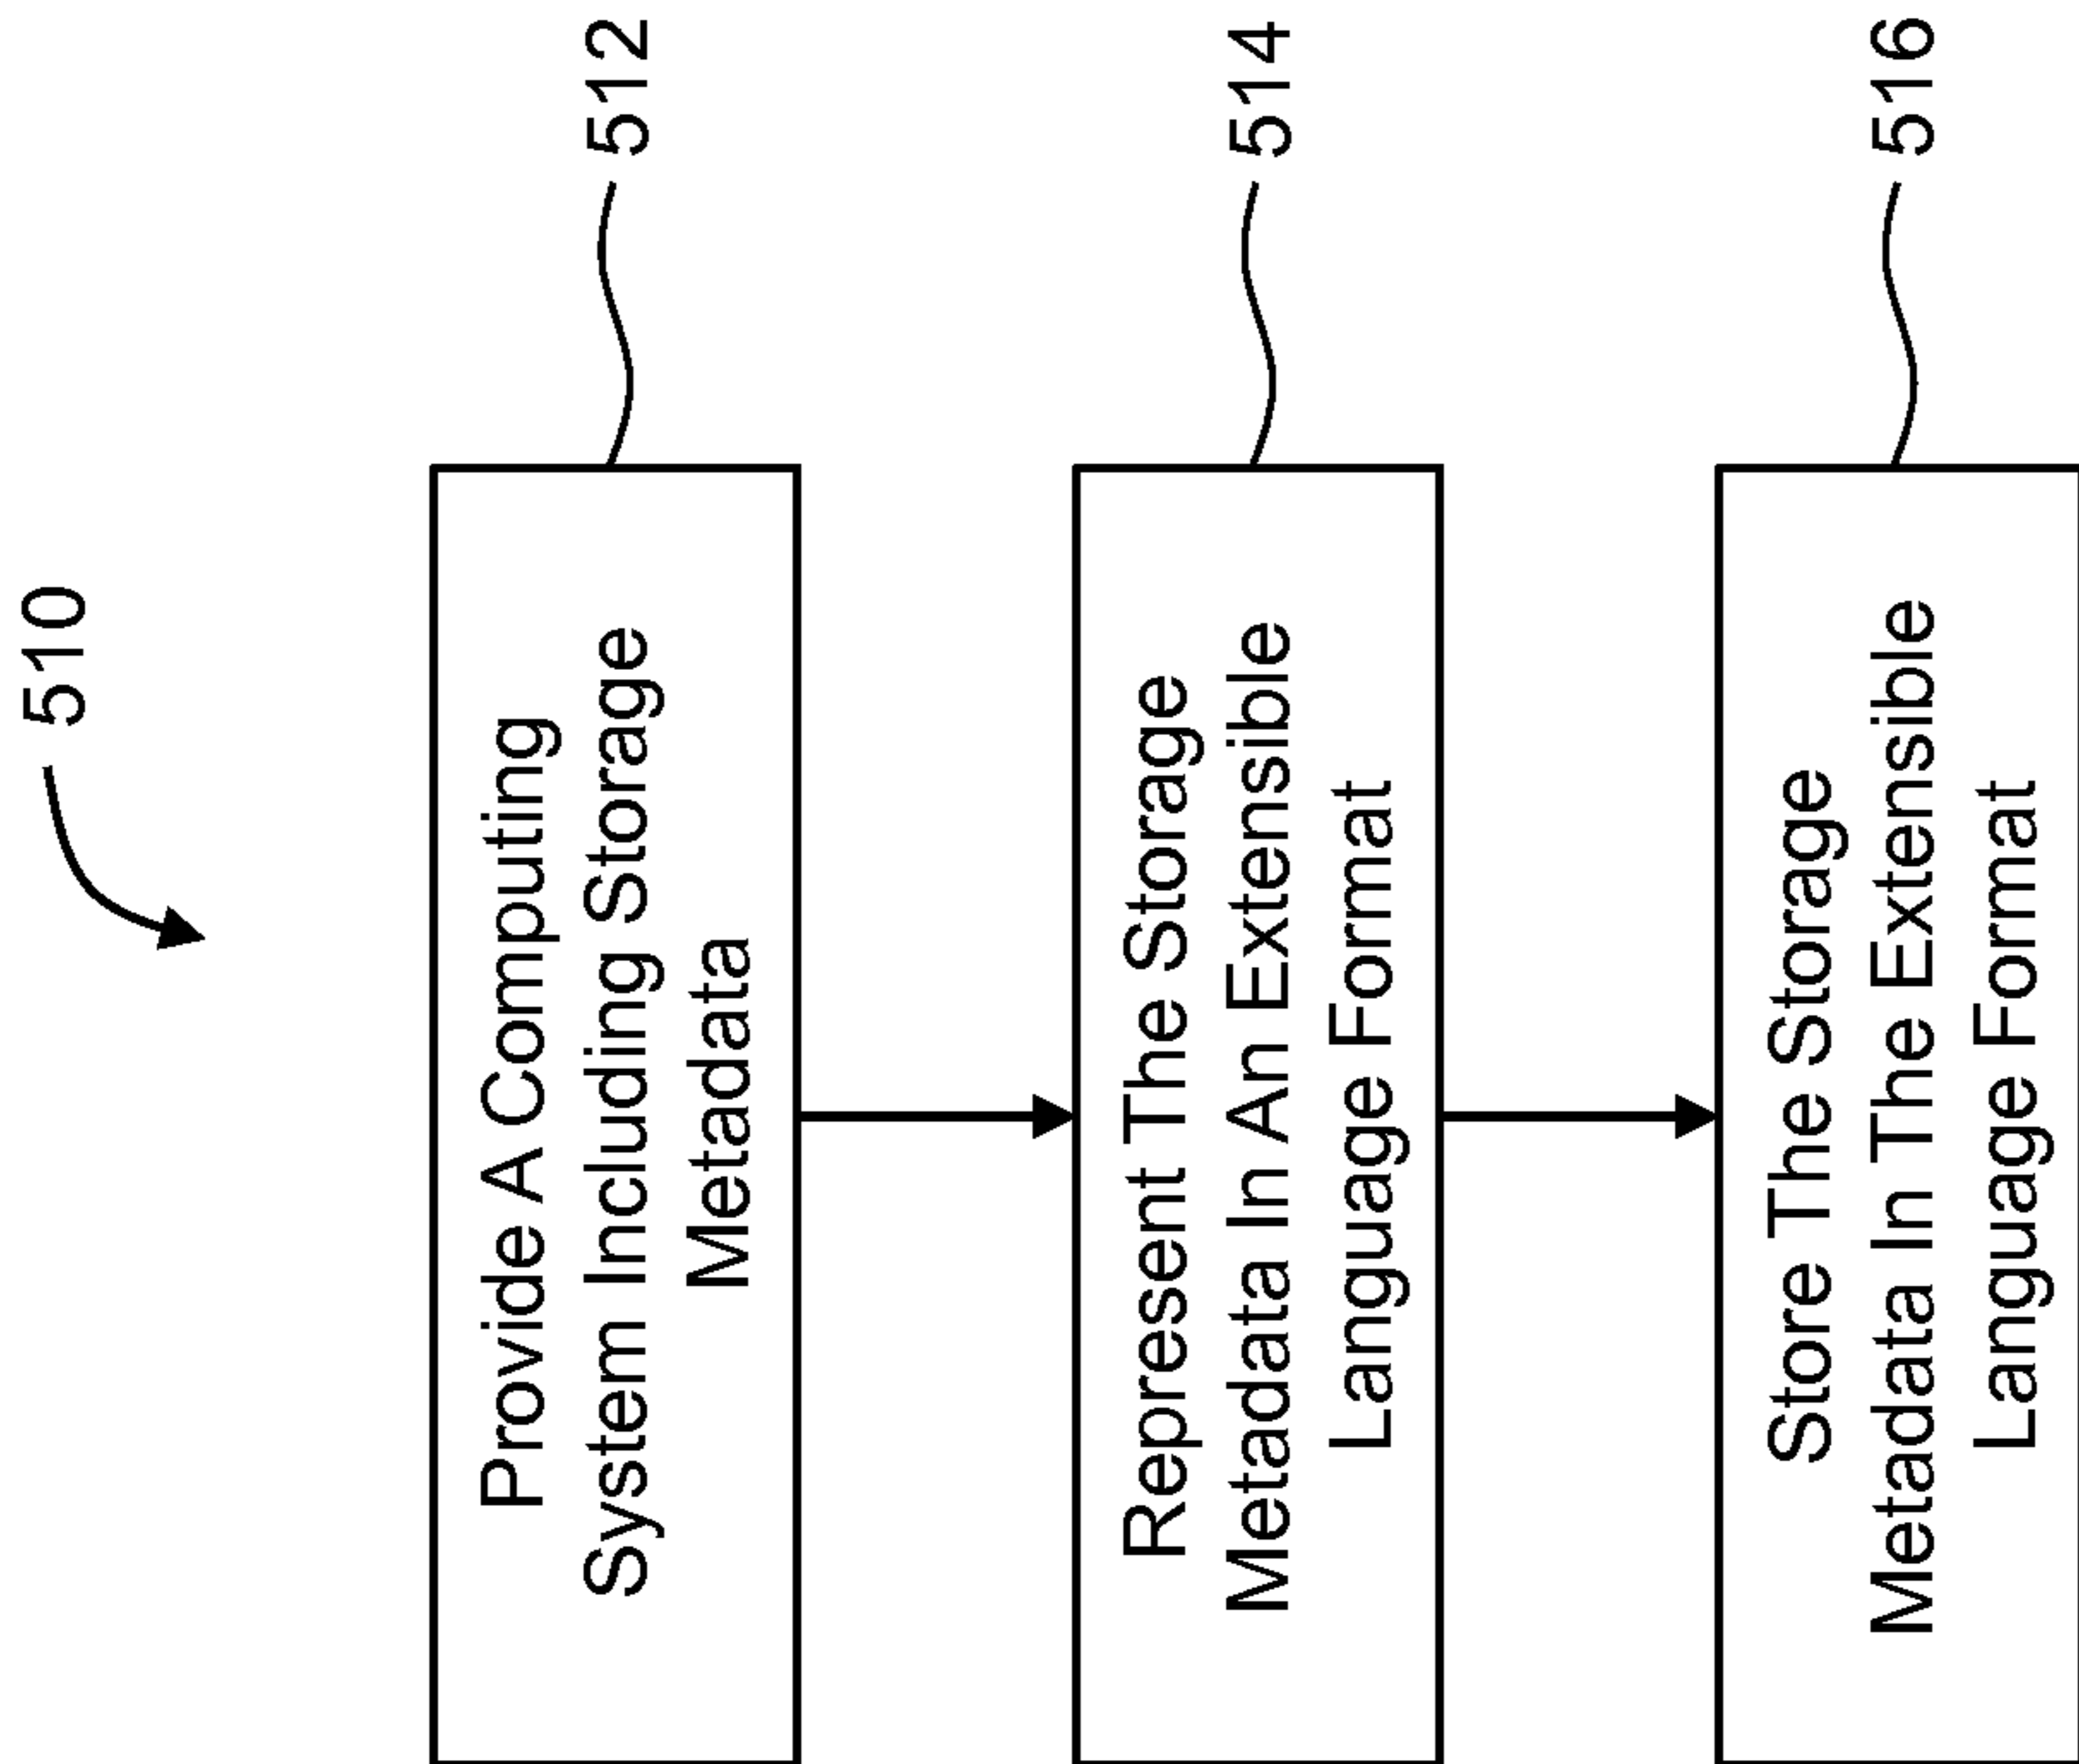 510
Provide A Computing
System Including Storage
Metadata
512
Represent The Storage
Metadata In An Extensible
Language Format
514
Store The Storage
Metadata In The Extensible
Language Format
516